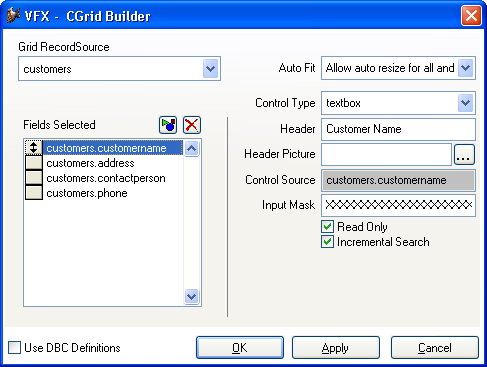 VFX - CGrid Builder
Grid RecordSource
customers
Auto Fit
Allow auto resize for all and
Control Type
textbox
Fields Selected
Header
Customer Name
customers.customername
customers.address
customers.contactperson
customers.phone
Header Picture
...
Control Source
customers.customername
Input Mask
Read Only
Incremental Search
Use DBC Definitions
OK
Apply
Cancel